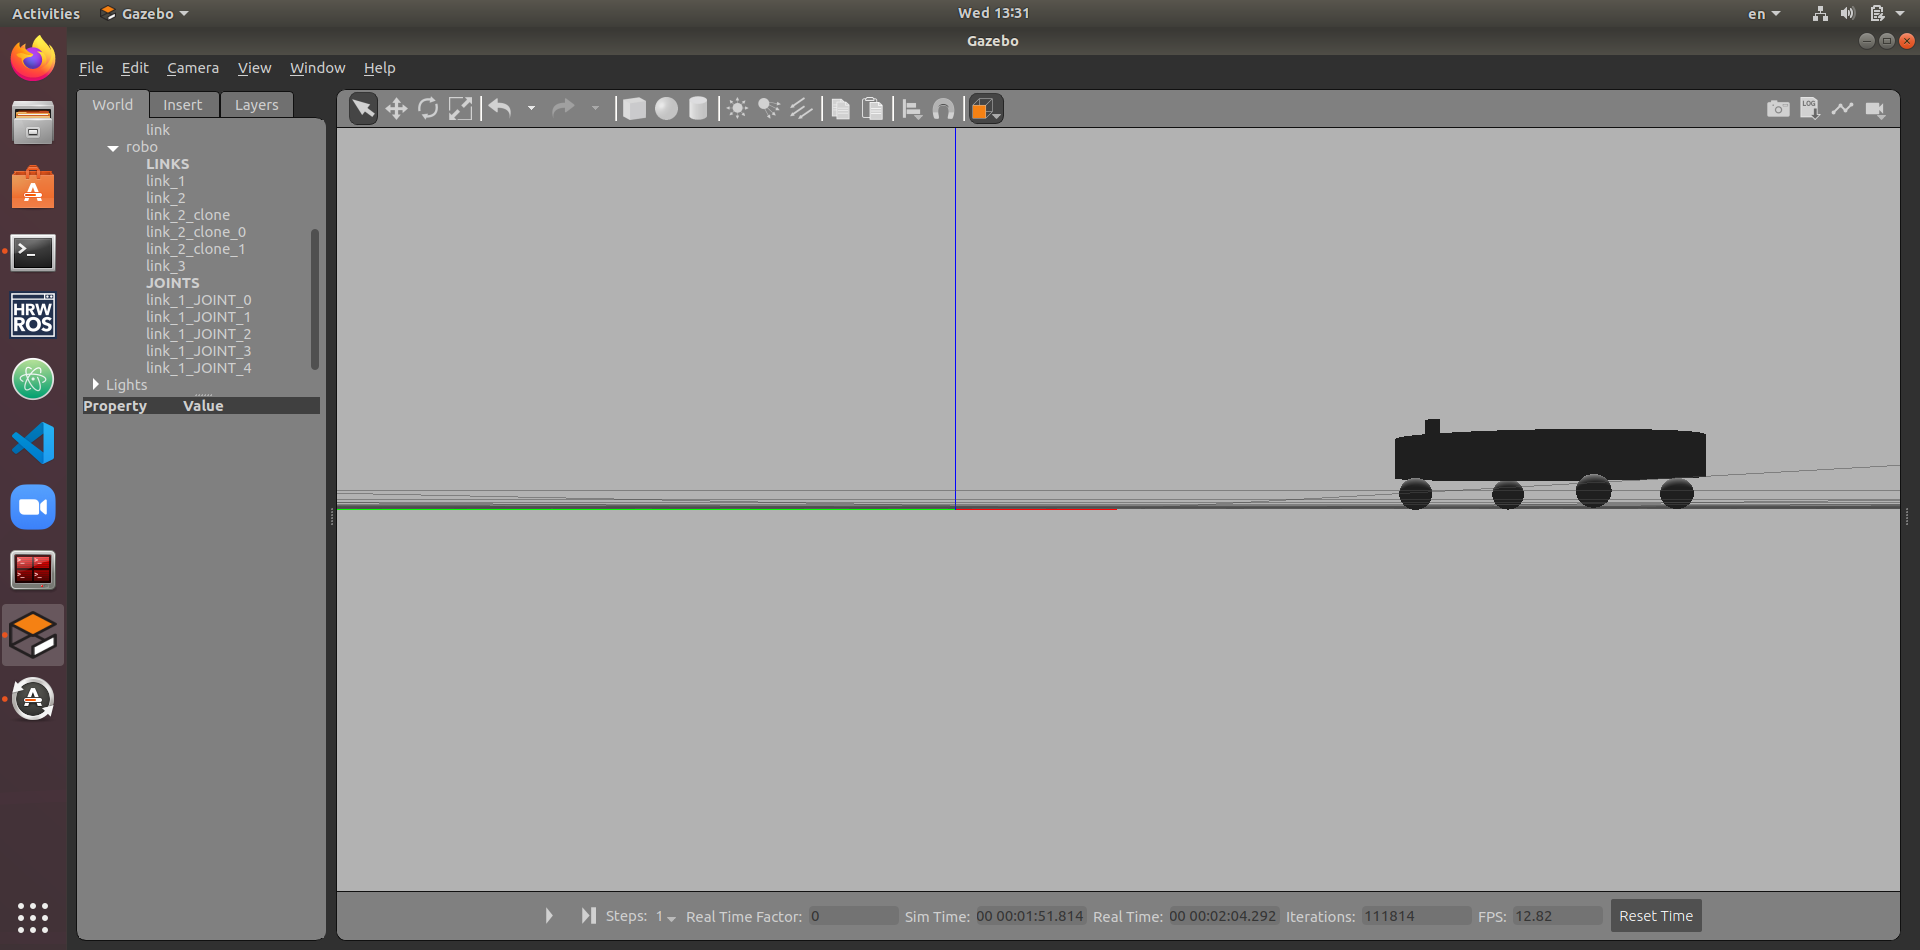 Activities Gazebo Wed 13:31 en
Gazebo
File Edit Camera View Window Help
World Insert Layers
LOG
link
robo
LINKS
link_1
link_2
link_2_clone
link_2_clone_0
link_2_clone_1
link_3
JOINTS
link_1_JOINT_0
link_1_JOINT_1
link_1_JOINT_2
link_1_JOINT_3
link_1_JOINT_4
Lights
Property Value
HRW
ROS
Steps: 1 Real Time Factor: 0 Sim Time: 00 00:01:51.814 Real Time: 00 00:02:04.292 Iterations: 111814 FPS: 12.82 Reset Time